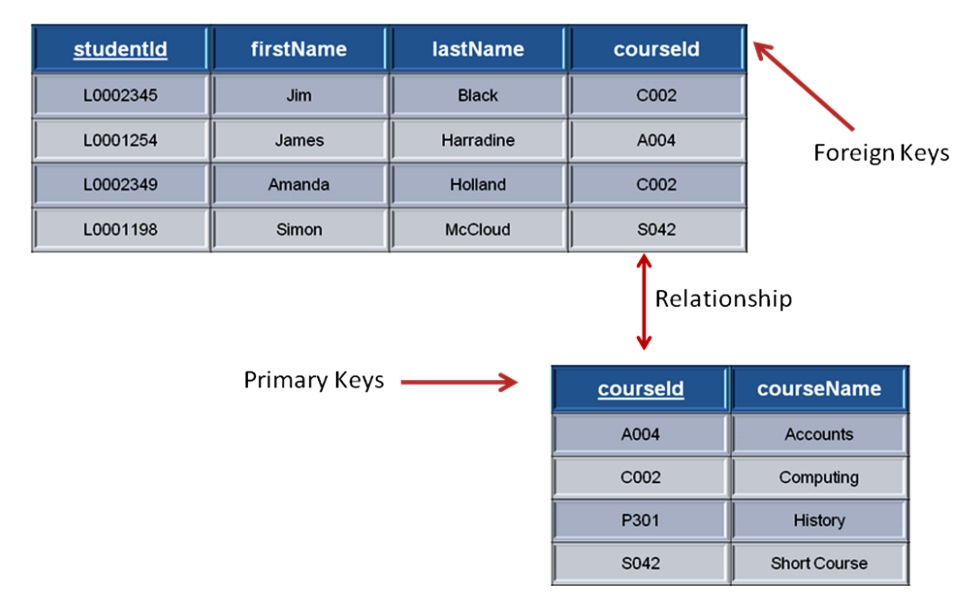 studentId firstName lastName courseId
L0002345 Jim Black C002
L0001254 James Harradine A004
L0002349 Amanda Holland C002
L0001198 Simon McCloud S042
Foreign Keys
Relationship
Primary Keys
courseId courseName
A004 Accounts
C002 Computing
P301 History
S042 Short Course